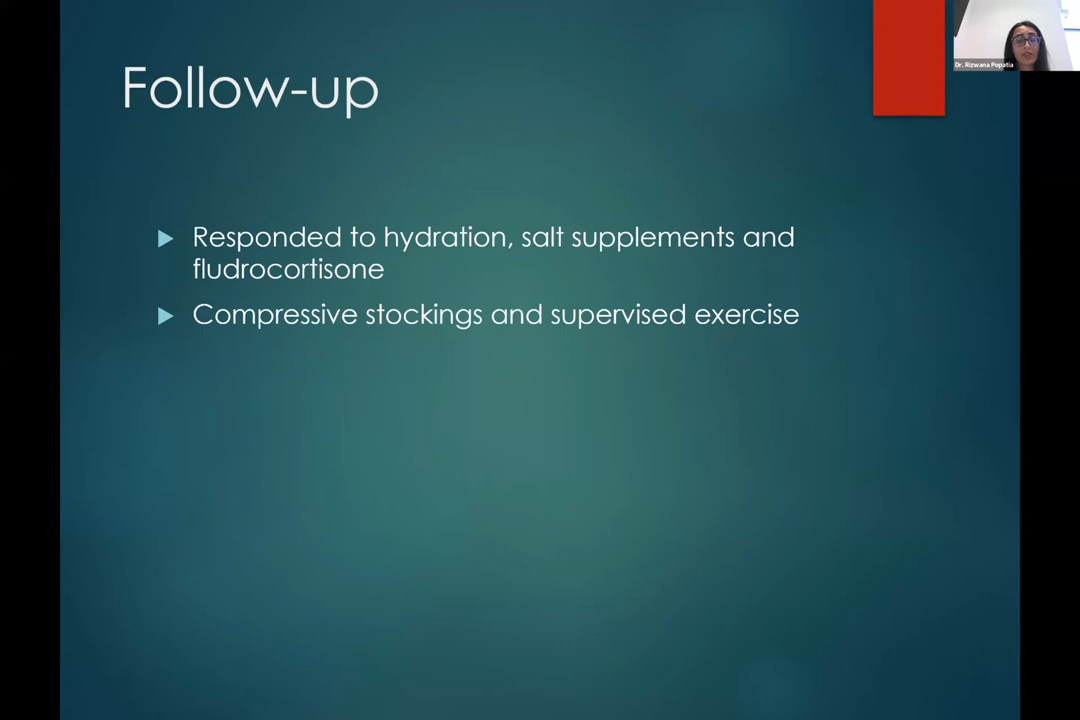 Dr. Rizwana Popatia
Follow-up
Responded to hydration, salt supplements and
fludrocortisone
Compressive stockings and supervised exercise